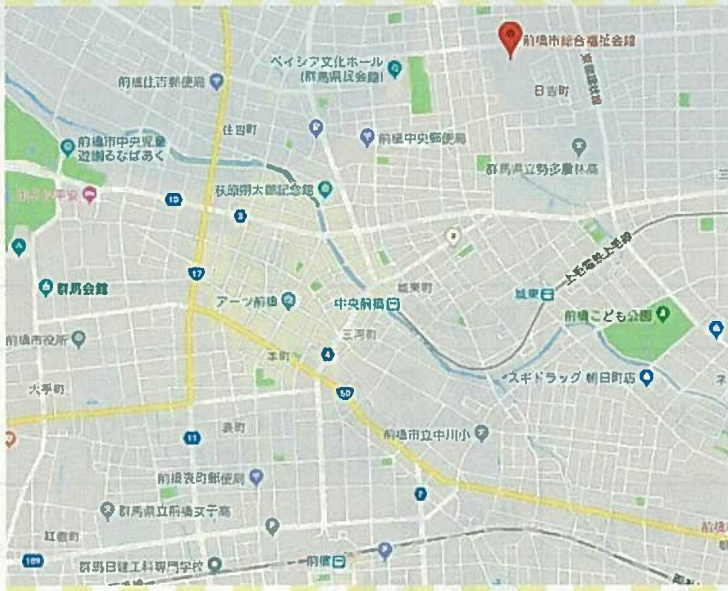 前橋市総合福祉会館
ベイシア文化ホール
(群馬県民会館)
日吉町
前橋住吉郵便局
住吉町
前橋中央郵便局
前橋市中央児童
遊園るなぱあく
群馬県立勢多農林高
萩原朔太郎記念館
10
3
17
上毛電鉄上毛線
群馬会館
城東町
城東
アーツ前橋
中央前橋
前橋こども公園
三河町
前橋市役所
本町
4
大手町
50
スギドラッグ 朝日町店
表町
11
前橋市立中川小
前橋表町郵便局
群馬県立前橋女子高
紅雲町
109
前橋
群馬日建工科専門学校